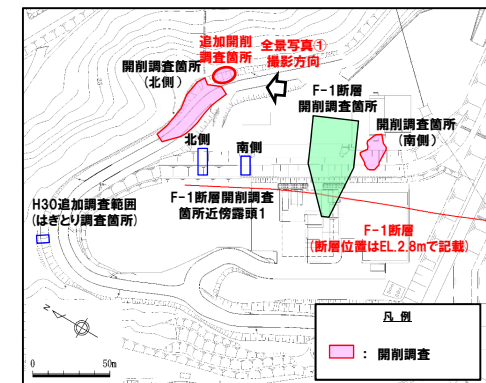 追加開削
調査箇所
全景写真①
撮影方向
開削調査箇所
(北側)
F-1断層
開削調査箇所
開削調査箇所
(南側)
北側
南側
H30追加調査範囲
(はぎとり調査箇所)
F-1断層開削調査
箇所近傍露頭1
F-1断層
(断層位置はEL.2.8mで記載)
N
0 50m
凡 例
: 開削調査